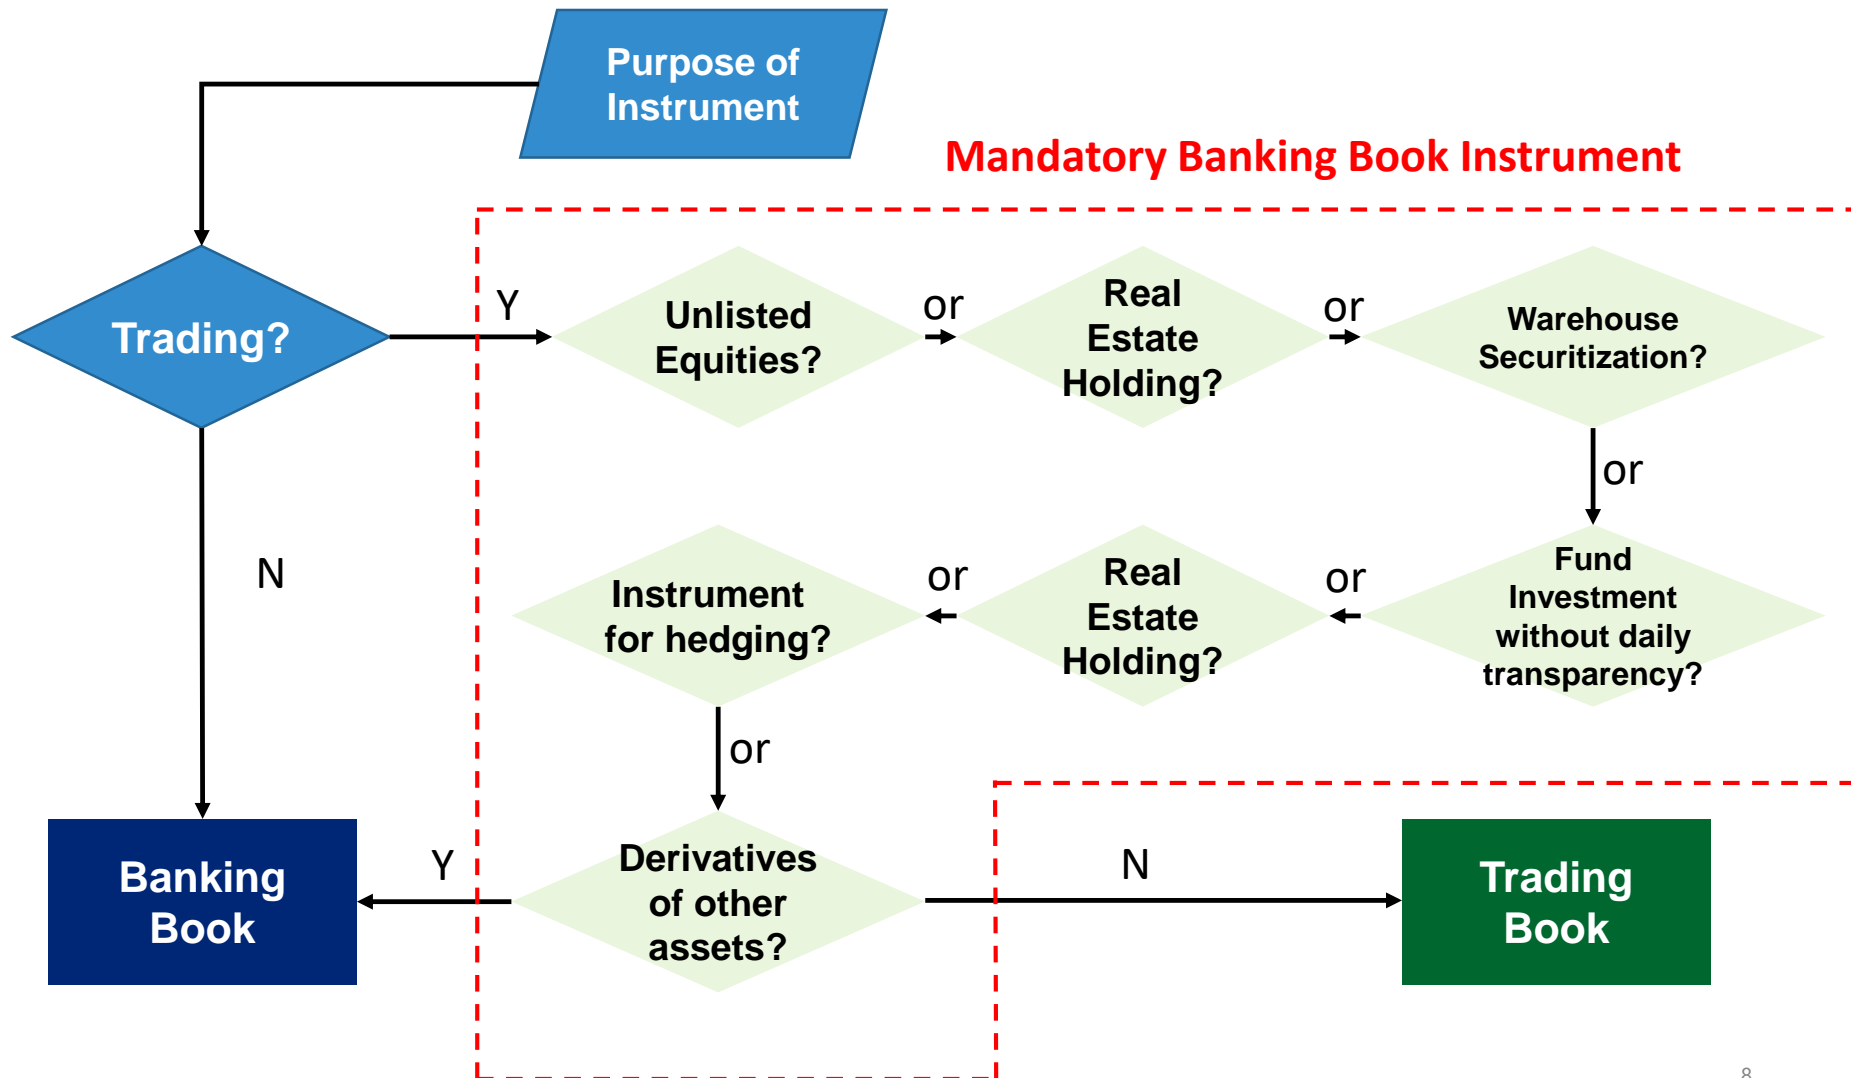 Purpose of
Instrument
Mandatory Banking Book Instrument
Trading?
Y
Unlisted
Equities?
or
Real
Estate
Holding?
or
Warehouse
Securitization?
or
Fund
Investment
without daily
transparency?
or
Real
Estate
Holding?
or
Instrument
for hedging?
or
N
Derivatives
of other
assets?
Y
Banking
Book
N
Trading
Book
8